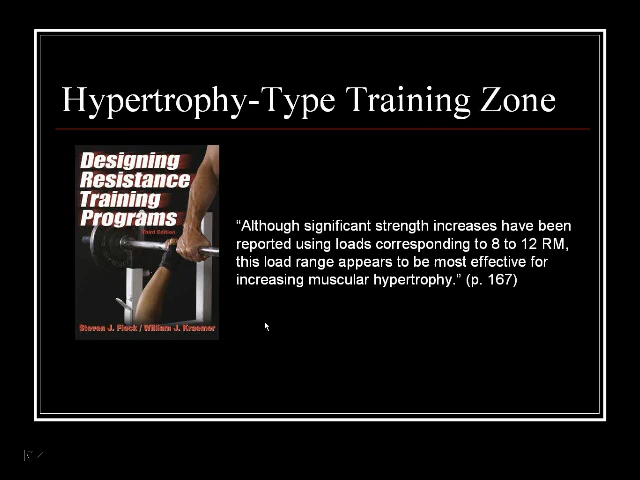 Hypertrophy-Type Training Zone
Designing
Resistance
Training
Programs
Third Edition
Steven J. Fleck / William J. Kraemer
“Although significant strength increases have been
reported using loads corresponding to 8 to 12 RM,
this load range appears to be most effective for
increasing muscular hypertrophy.” (p. 167)